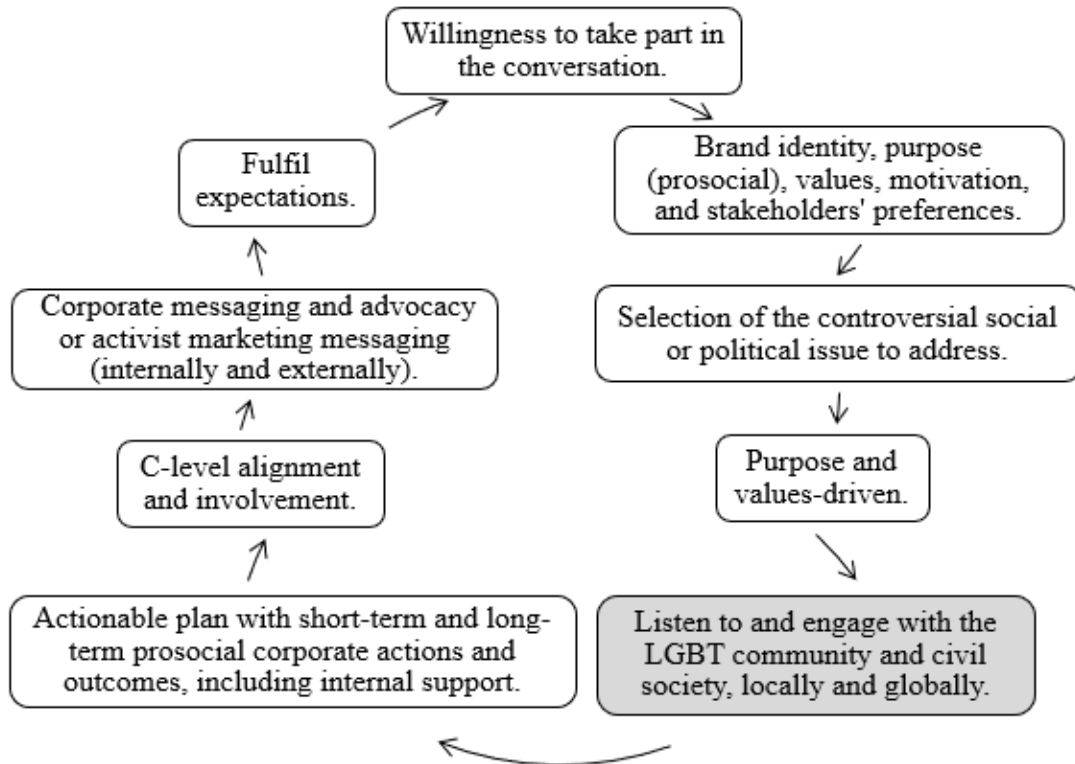 Willingness to take part in
the conversation.
Brand identity, purpose
(prosocial), values, motivation,
and stakeholders' preferences.
Selection of the controversial social
or political issue to address.
Purpose and
values-driven.
Listen to and engage with the
LGBT community and civil
society, locally and globally.
Actionable plan with short-term and long-
term prosocial corporate actions and
outcomes, including internal support.
C-level alignment
and involvement.
Corporate messaging and advocacy
or activist marketing messaging
(internally and externally).
Fulfil
expectations.